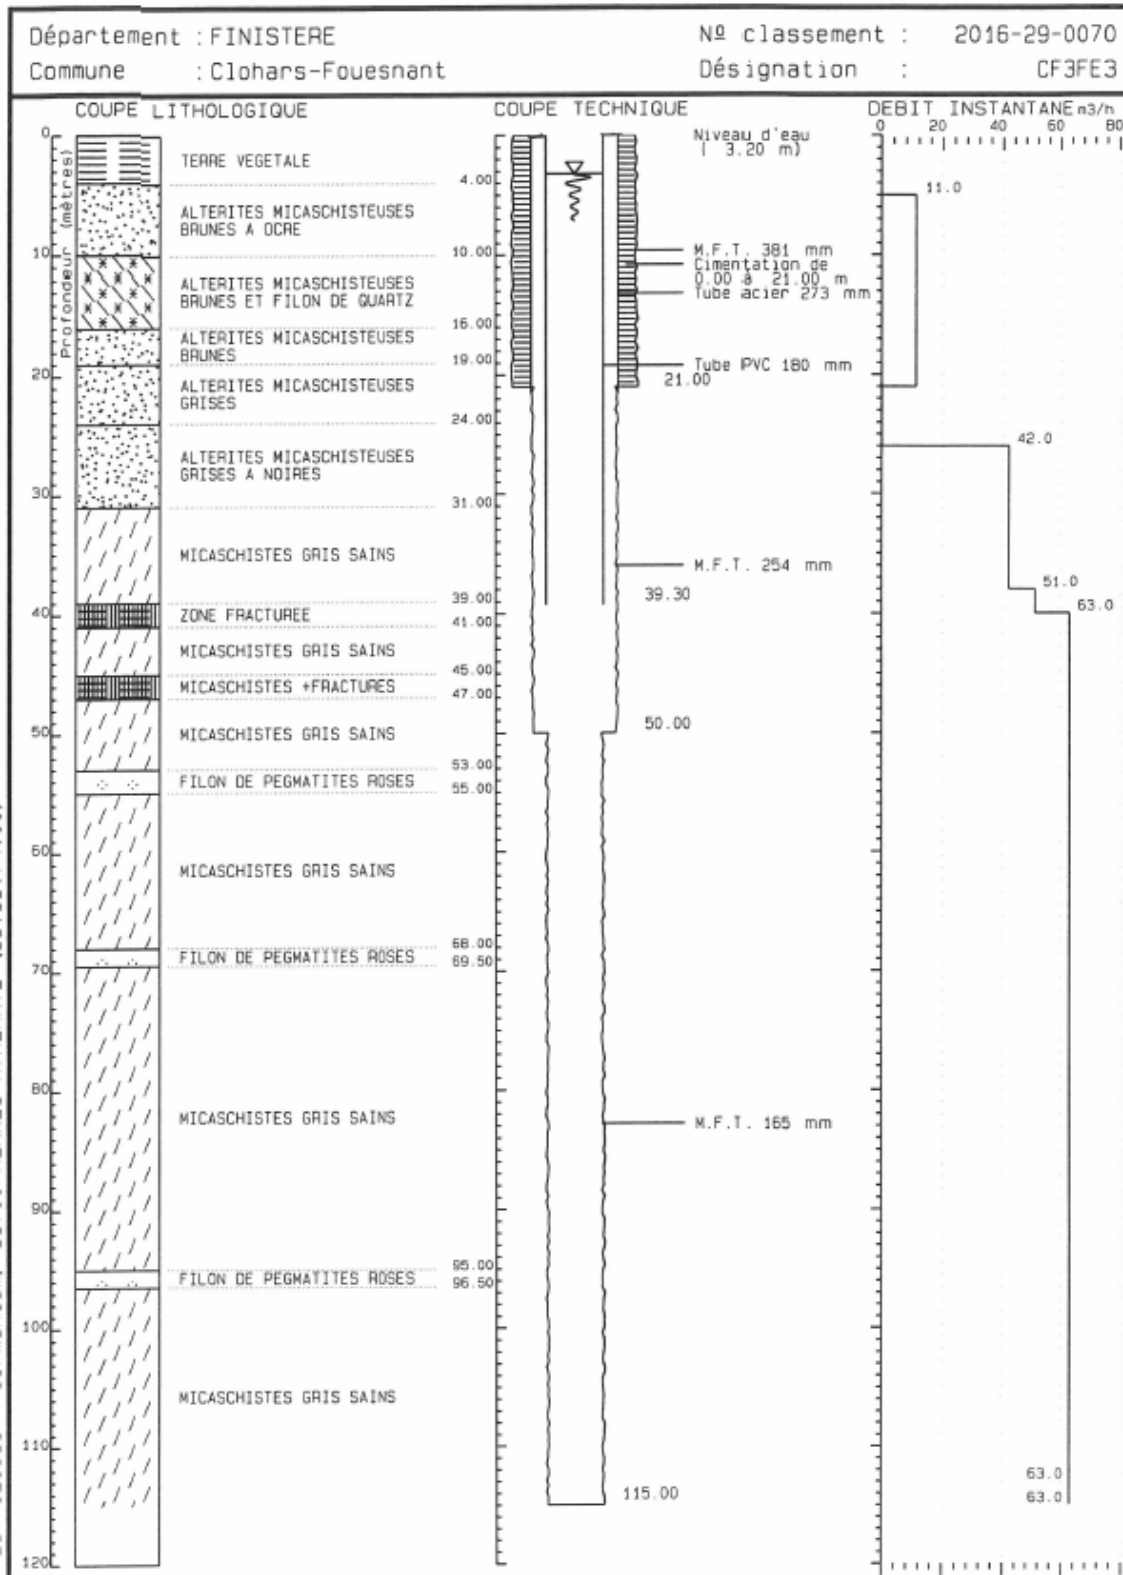 Département : FINISTERE
Commune : Clohars-Fouesnant
Nº classement : 2016-29-0070
Désignation : CF3FE3
COUPE LITHOLOGIQUE
COUPE TECHNIQUE
DEBIT INSTANTANE m3/h
0 20 40 60 80
Profondeur (mètres)
0
10
20
30
40
50
60
70
80
90
100
110
120
TERRE VEGETALE
4.00
ALTERITES MICASCHISTEUSES
BRUNES A OCRE
10.00
ALTERITES MICASCHISTEUSES
BRUNES ET FILON DE QUARTZ
16.00
ALTERITES MICASCHISTEUSES
BRUNES
19.00
ALTERITES MICASCHISTEUSES
GRISES
24.00
ALTERITES MICASCHISTEUSES
GRISES A NOIRES
31.00
MICASCHISTES GRIS SAINS
39.00
ZONE FRACTUREE
41.00
MICASCHISTES GRIS SAINS
45.00
MICASCHISTES +FRACTURES
47.00
MICASCHISTES GRIS SAINS
53.00
FILON DE PEGMATITES ROSES
55.00
MICASCHISTES GRIS SAINS
68.00
FILON DE PEGMATITES ROSES
69.50
MICASCHISTES GRIS SAINS
95.00
FILON DE PEGMATITES ROSES
96.50
MICASCHISTES GRIS SAINS
Niveau d'eau
( 3.20 m)
M.F.T. 381 mm
Cimentation de
0.00 à 21.00 m
Tube acier 273 mm
Tube PVC 180 mm
21.00
M.F.T. 254 mm
39.30
50.00
M.F.T. 165 mm
115.00
11.0
42.0
51.0
63.0
63.0
63.0